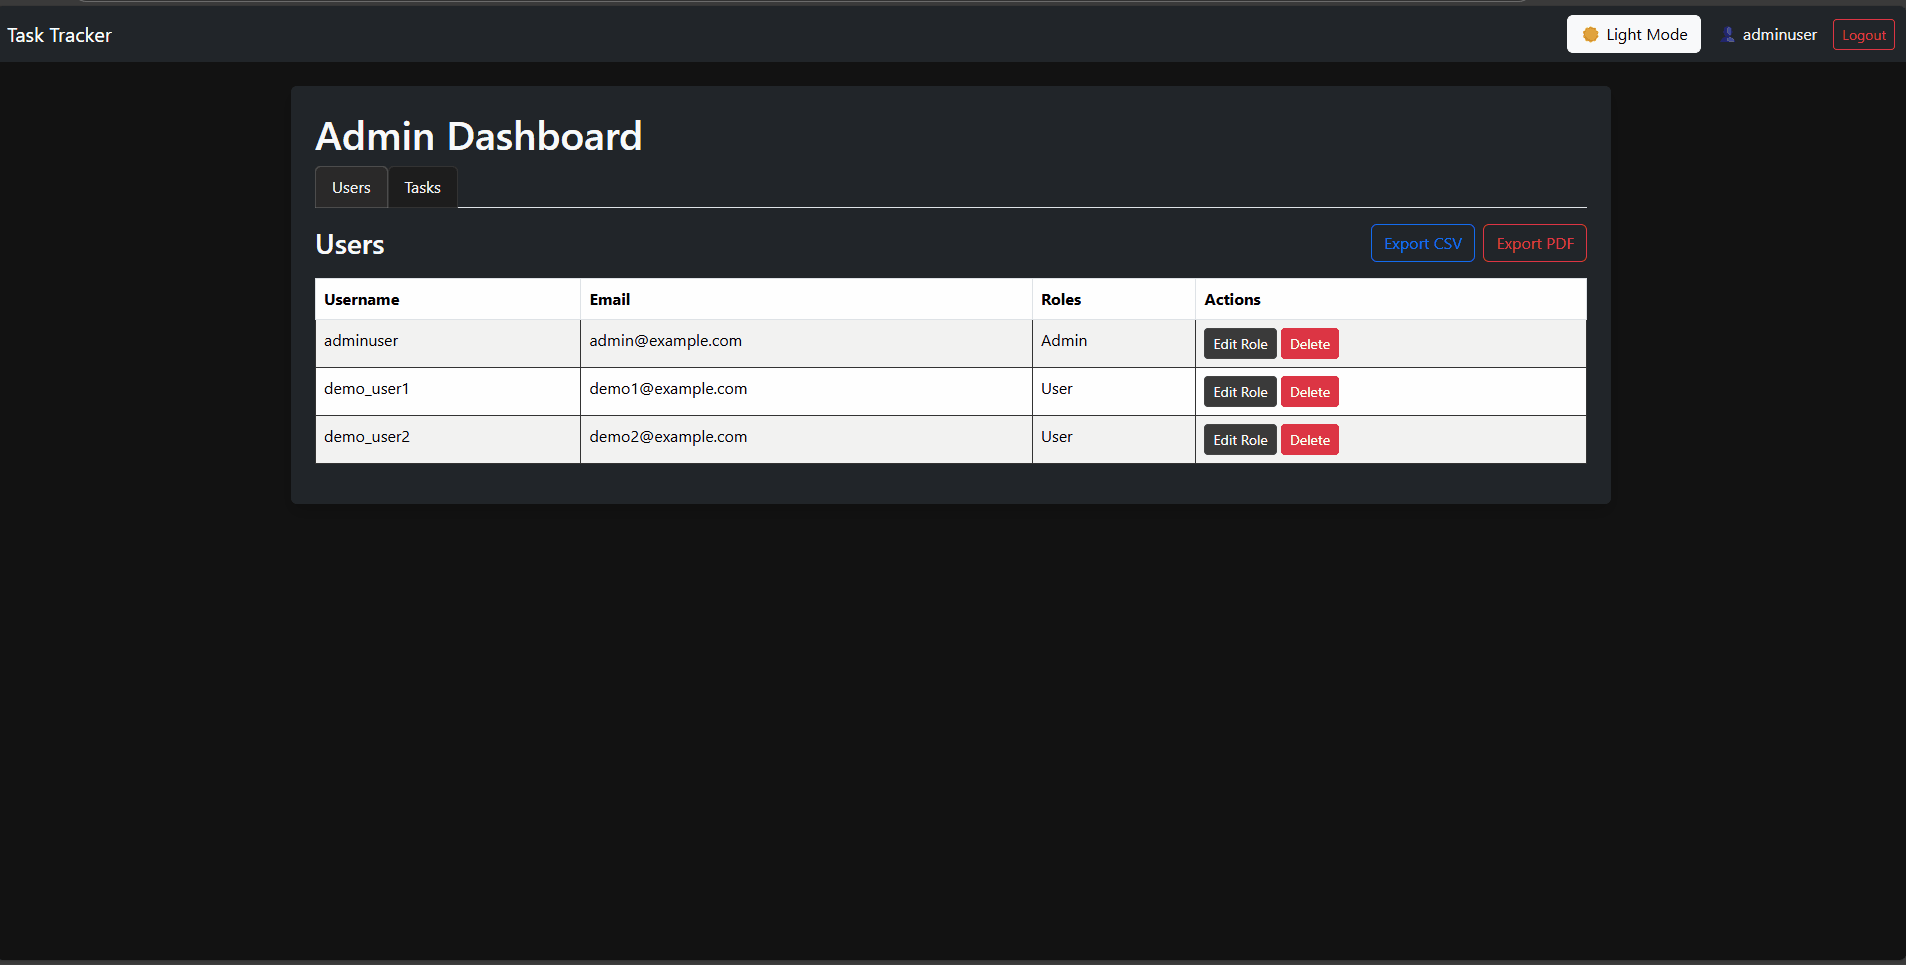 Task Tracker
Light Mode adminuser Logout
Admin Dashboard
Users Tasks
Users
Export CSV Export PDF
Username Email Roles Actions
adminuser admin@example.com Admin Edit Role Delete
demo_user1 demo1@example.com User Edit Role Delete
demo_user2 demo2@example.com User Edit Role Delete